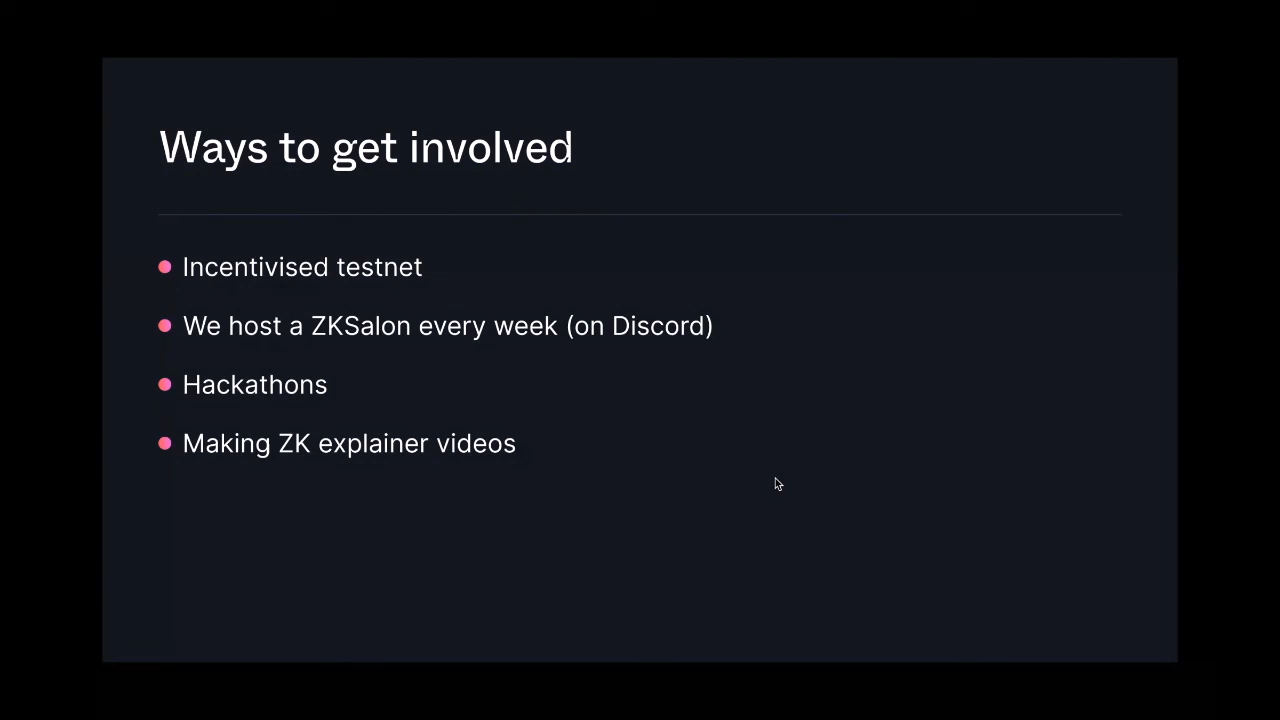 Ways to get involved
Incentivised testnet
We host a ZKSalon every week (on Discord)
Hackathons
Making ZK explainer videos